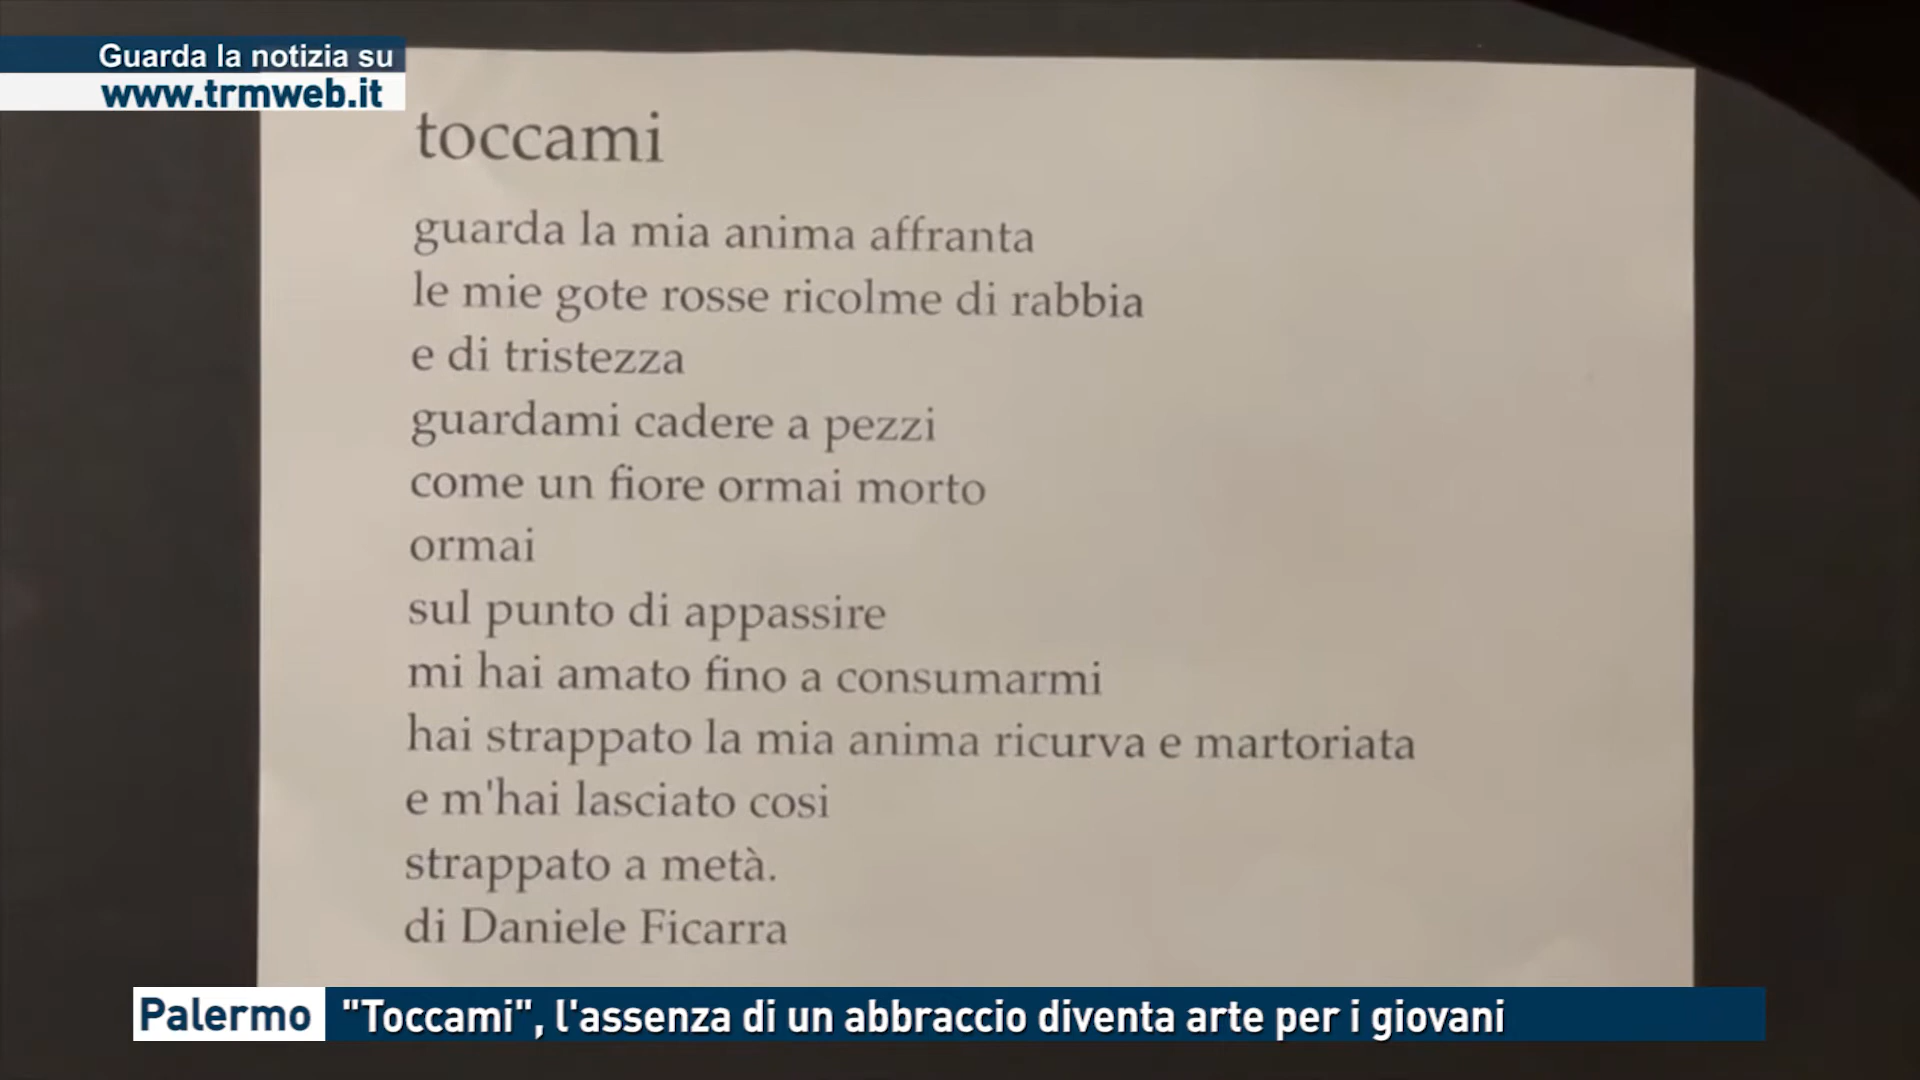 Guarda la notizia su
www.trmweb.it
toccami
guarda la mia anima affranta
le mie gote rosse ricolme di rabbia
e di tristezza
guardami cadere a pezzi
come un fiore ormai morto
ormai
sul punto di appassire
mi hai amato fino a consumarmi
hai strappato la mia anima ricurva e martoriata
e m'hai lasciato cosi
strappato a metà.
di Daniele Ficarra
Palermo "Toccami", l'assenza di un abbraccio diventa arte per i giovani